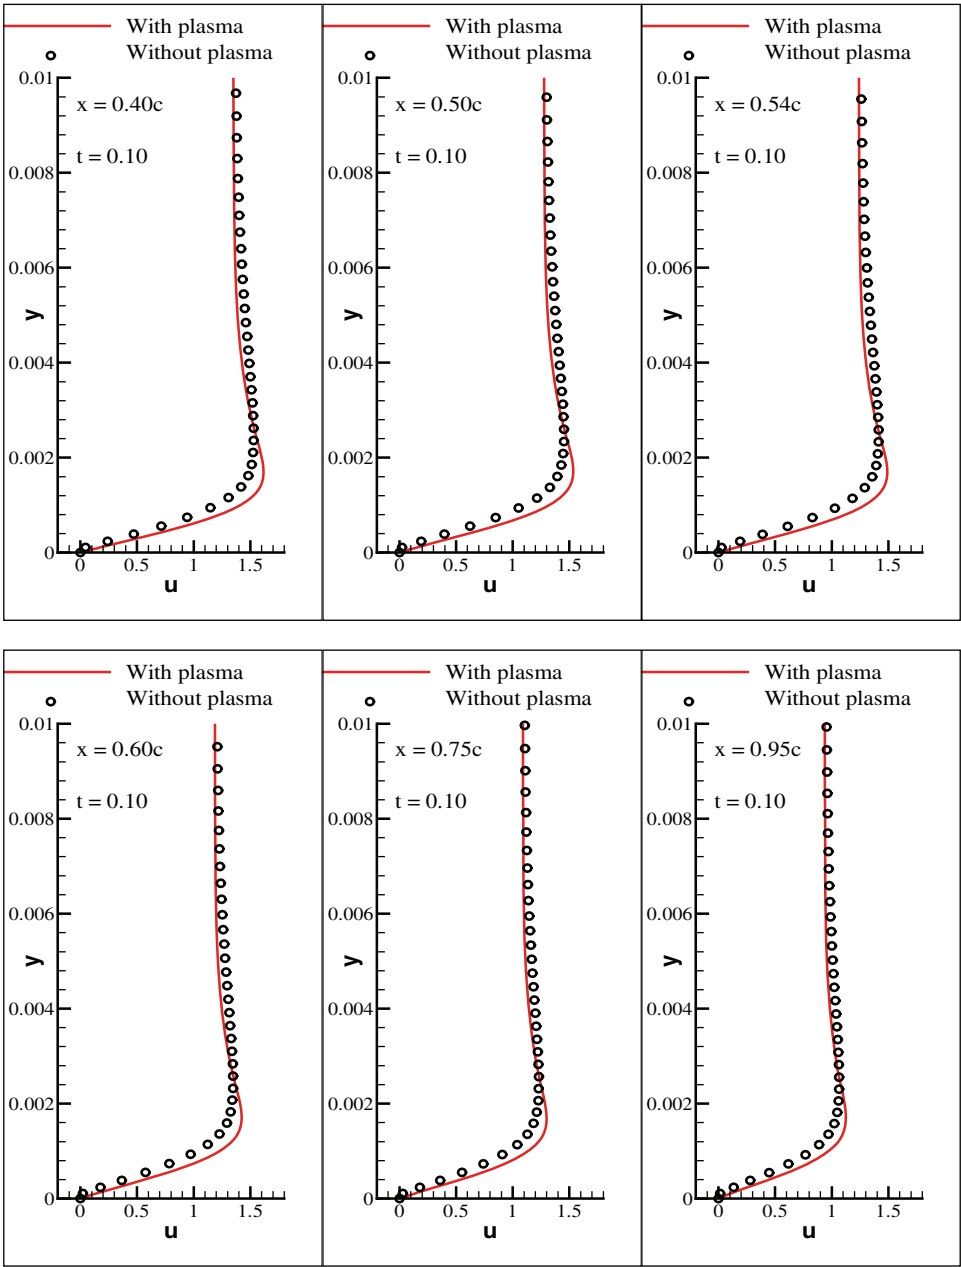 With plasma
Without plasma
x = 0.40c
t = 0.10
0.01
0.008
0.006
0.004
0.002
0
y
0 0.5 1 1.5
u
With plasma
Without plasma
x = 0.50c
t = 0.10
0.01
0.008
0.006
0.004
0.002
0
y
0 0.5 1 1.5
u
With plasma
Without plasma
x = 0.54c
t = 0.10
0.01
0.008
0.006
0.004
0.002
0
y
0 0.5 1 1.5
u
With plasma
Without plasma
x = 0.60c
t = 0.10
0.01
0.008
0.006
0.004
0.002
0
y
0 0.5 1 1.5
u
With plasma
Without plasma
x = 0.75c
t = 0.10
0.01
0.008
0.006
0.004
0.002
0
y
0 0.5 1 1.5
u
With plasma
Without plasma
x = 0.95c
t = 0.10
0.01
0.008
0.006
0.004
0.002
0
y
0 0.5 1 1.5
u